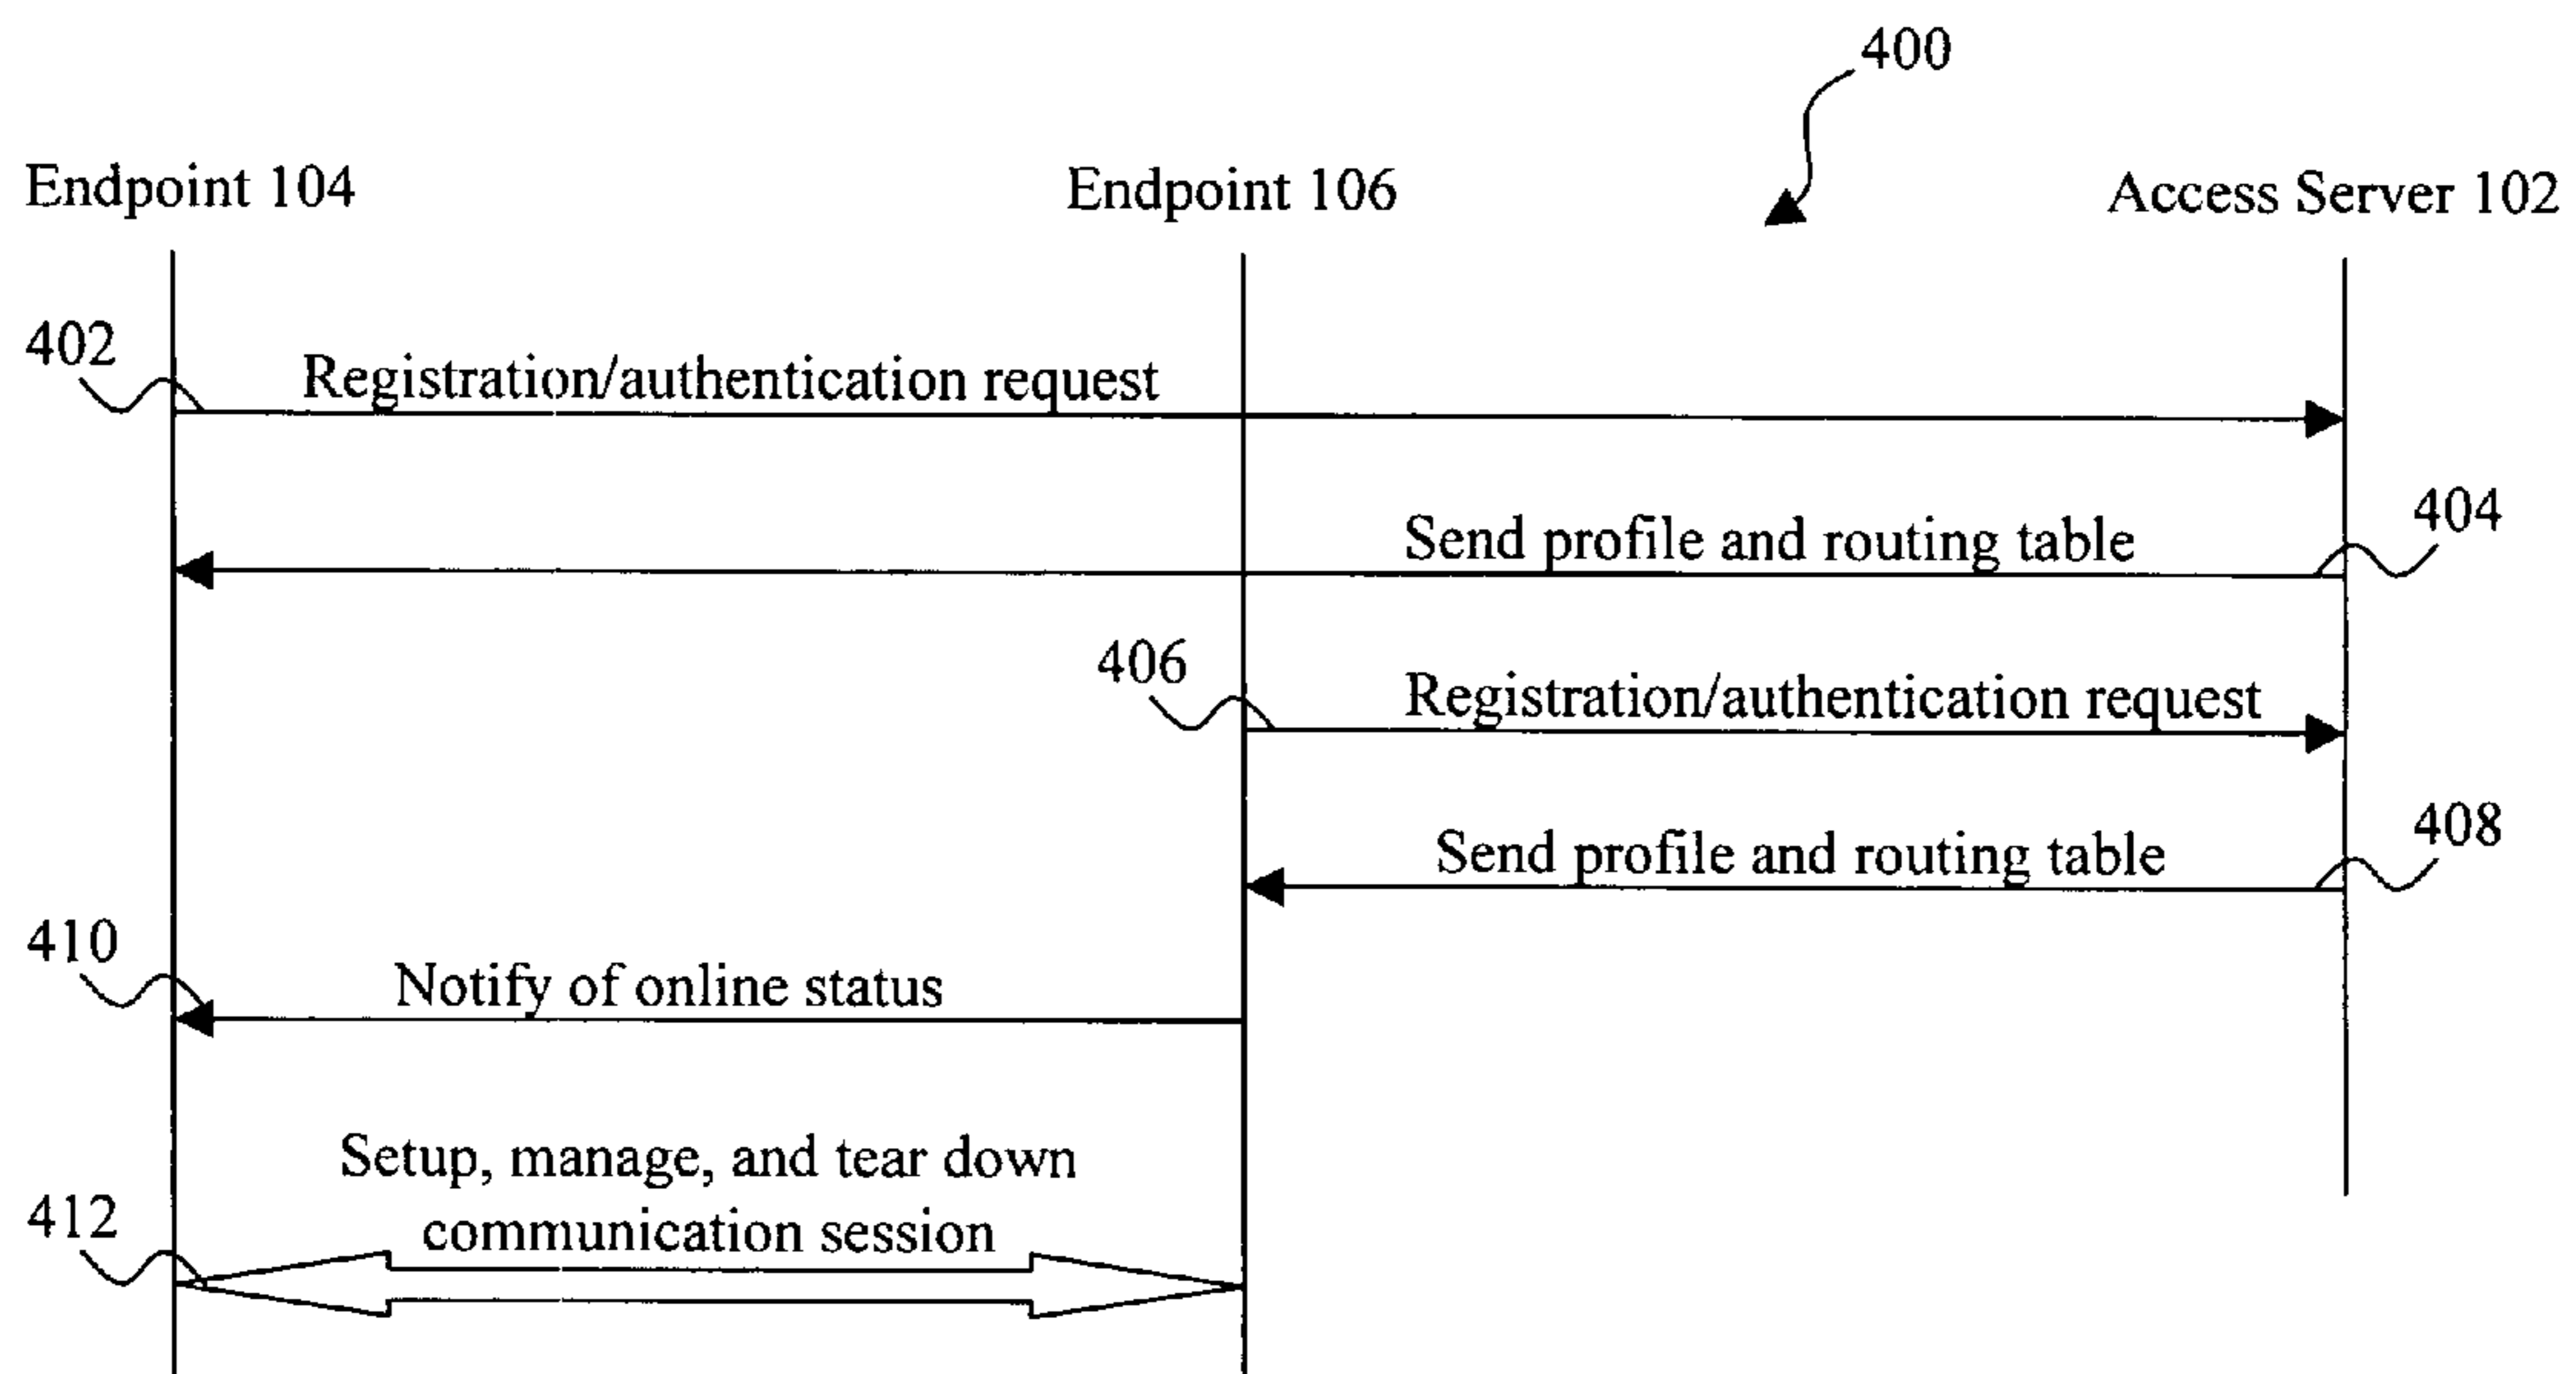 400
Endpoint 104
Endpoint 106
Access Server 102
402
Registration/authentication request
Send profile and routing table
404
406
Registration/authentication request
408
Send profile and routing table
410
Notify of online status
Setup, manage, and tear down
412
communication session